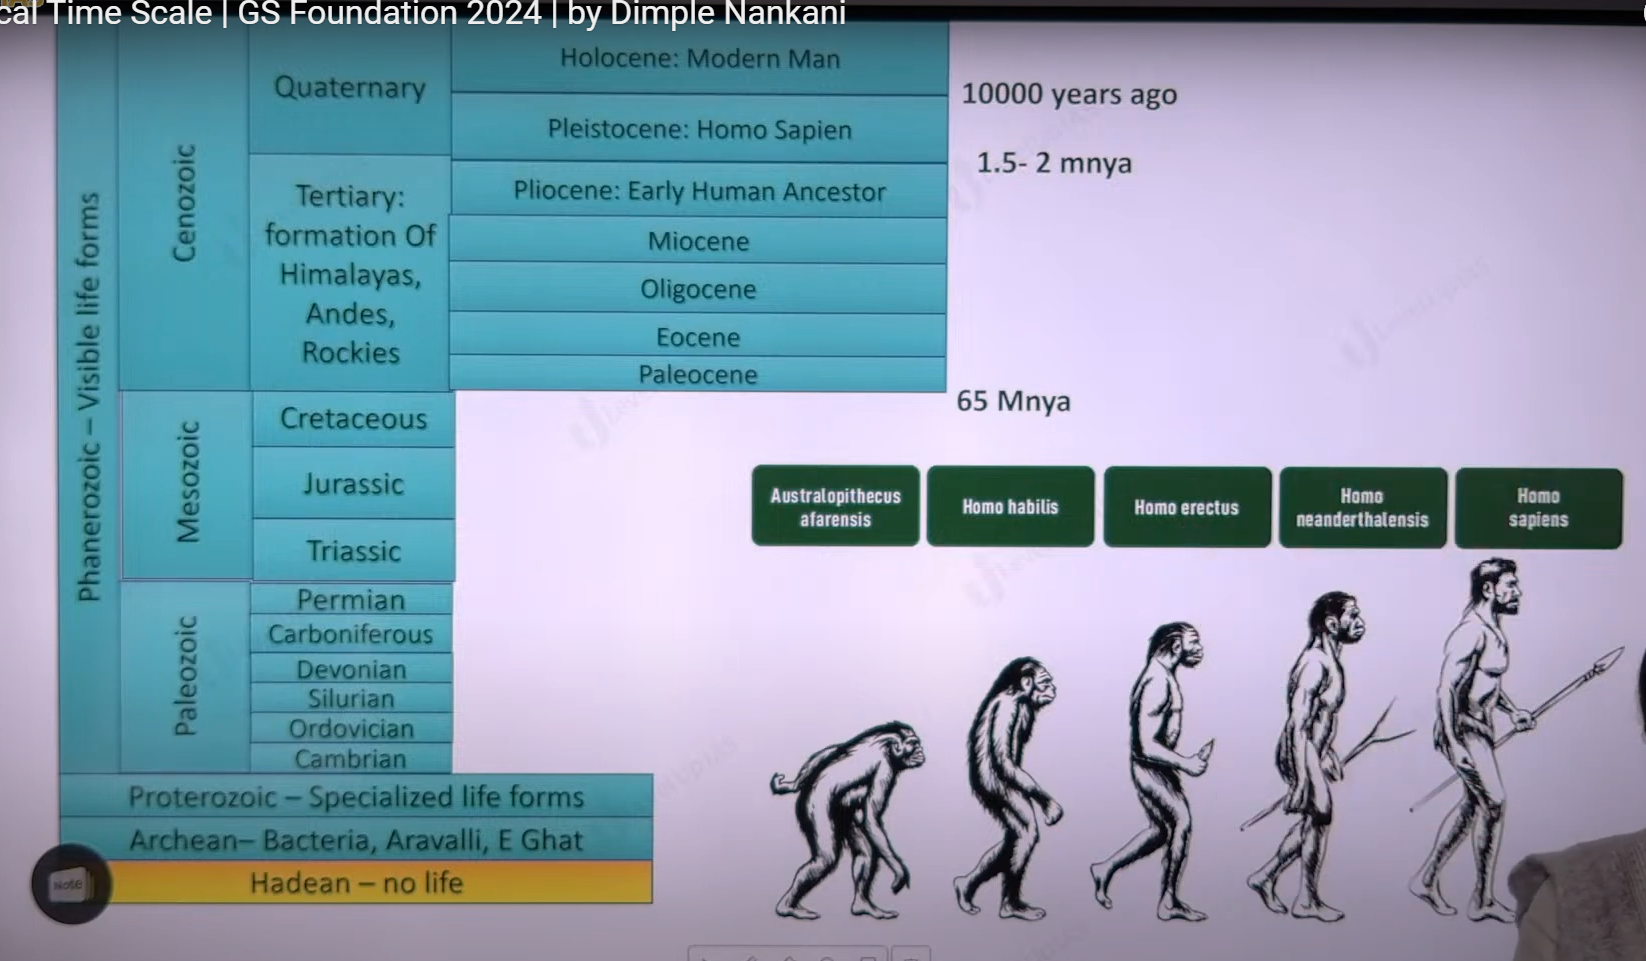 cal Time Scale | GS Foundation 2024 | by Dimple Nankani
Phanerozoic – Visible life forms
Cenozoic
Quaternary
Holocene: Modern Man
10000 years ago
Pleistocene: Homo Sapien
1.5- 2 mnya
Tertiary:
formation Of
Himalayas,
Andes,
Rockies
Pliocene: Early Human Ancestor
Miocene
Oligocene
Eocene
Paleocene
65 Mnya
Mesozoic
Cretaceous
Jurassic
Triassic
Paleozoic
Permian
Carboniferous
Devonian
Silurian
Ordovician
Cambrian
Proterozoic – Specialized life forms
Archean– Bacteria, Aravalli, E Ghat
Hadean – no life
Note
Australopithecus
afarensis
Homo habilis
Homo erectus
Homo
neanderthalensis
Homo
sapiens